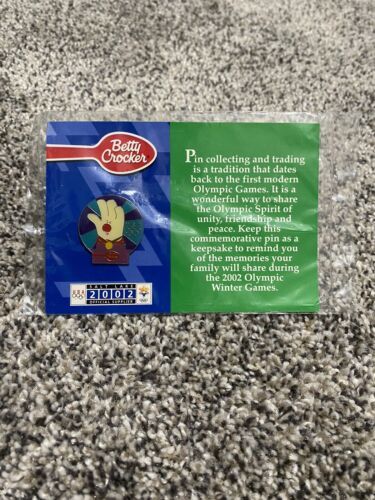 Betty
Crocker
Pin collecting and trading
is a tradition that dates
back to the first modern
Olympic Games. It is a
wonderful way to share
the Olympic Spirit of
unity, friendship and
peace. Keep this
commemorative pin as a
keepsake to remind you
of the memories your
family will share during
the 2002 Olympic
Winter Games.
USA
SALT LAKE
2002
OFFICIAL SUPPLIER